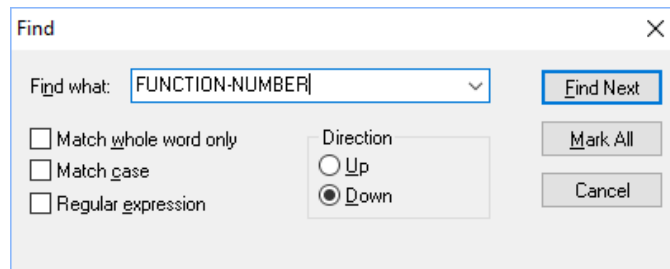 Find
Find what: FUNCTION-NUMBER Find Next
Match whole word only Direction Mark All
Match case Up
Regular expression Down Cancel